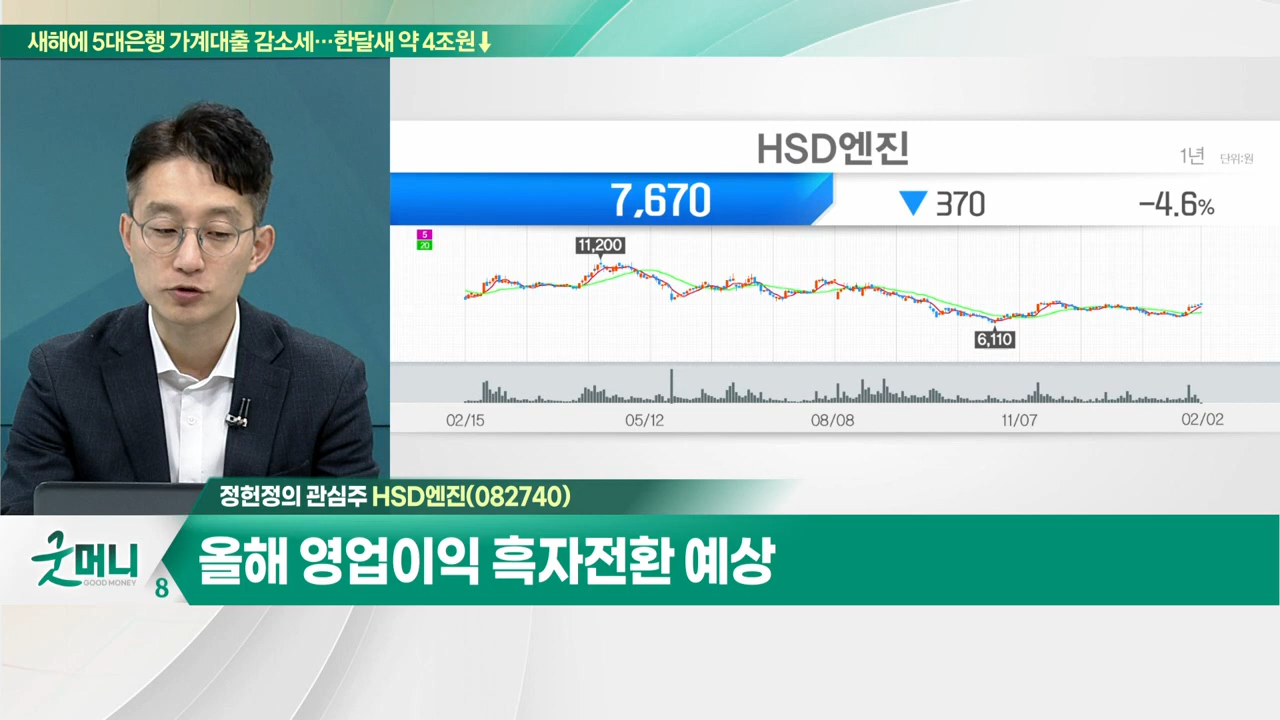 새해에 5대은행 가계대출 감소세…한달새 약 4조원↓
HSD엔진
1년 단위:원
7,670 ▼ 370 -4.6%
5
20
11,200
6,110
02/15 05/12 08/08 11/07 02/02
정헌정의 관심주 HSD엔진(082740)
올해 영업이익 흑자전환 예상
굿머니
GOOD MONEY
8